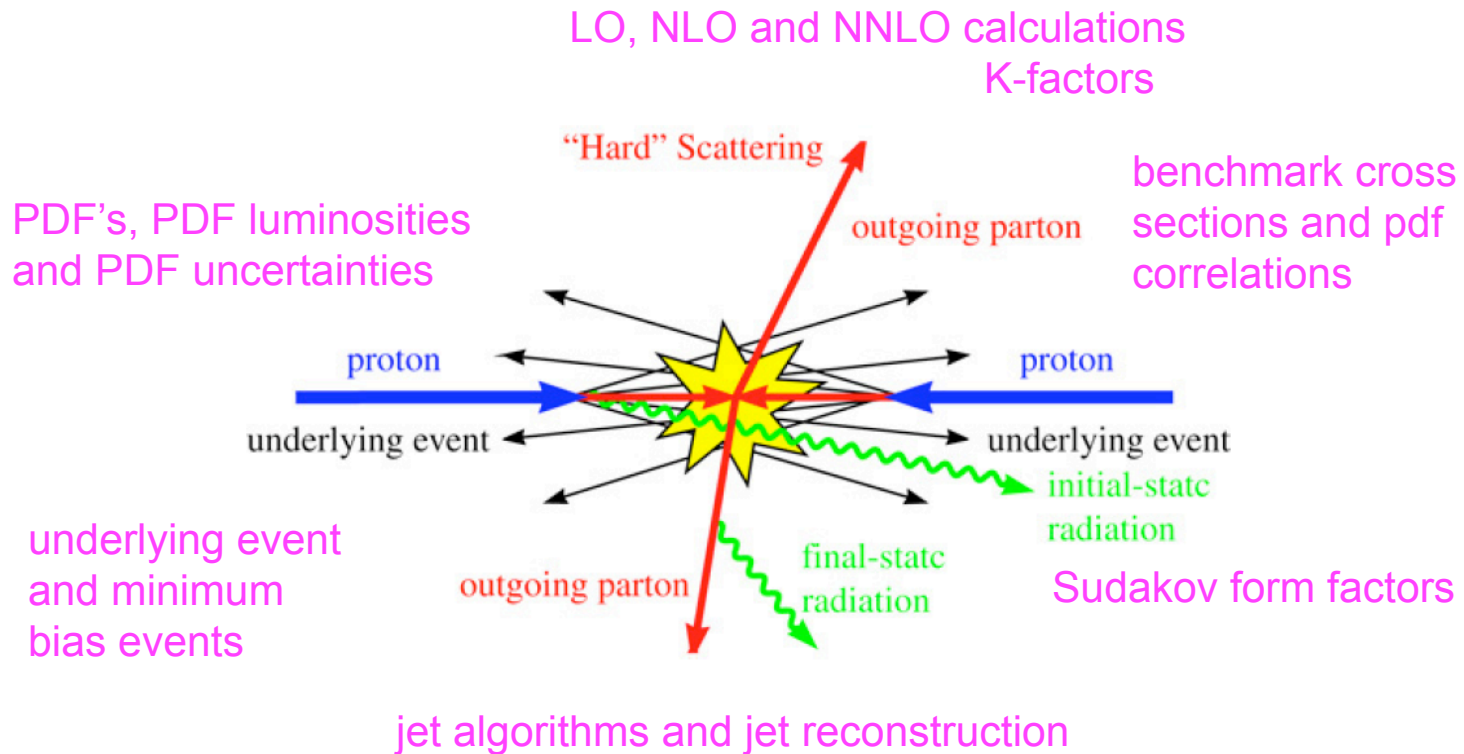 LO, NLO and NNLO calculations
K-factors
“Hard” Scattering
benchmark cross
sections and pdf
correlations
PDF’s, PDF luminosities
and PDF uncertainties
outgoing parton
proton
proton
underlying event
underlying event
initial-statc
radiation
underlying event
and minimum
bias events
outgoing parton
final-statc
radiation
Sudakov form factors
jet algorithms and jet reconstruction